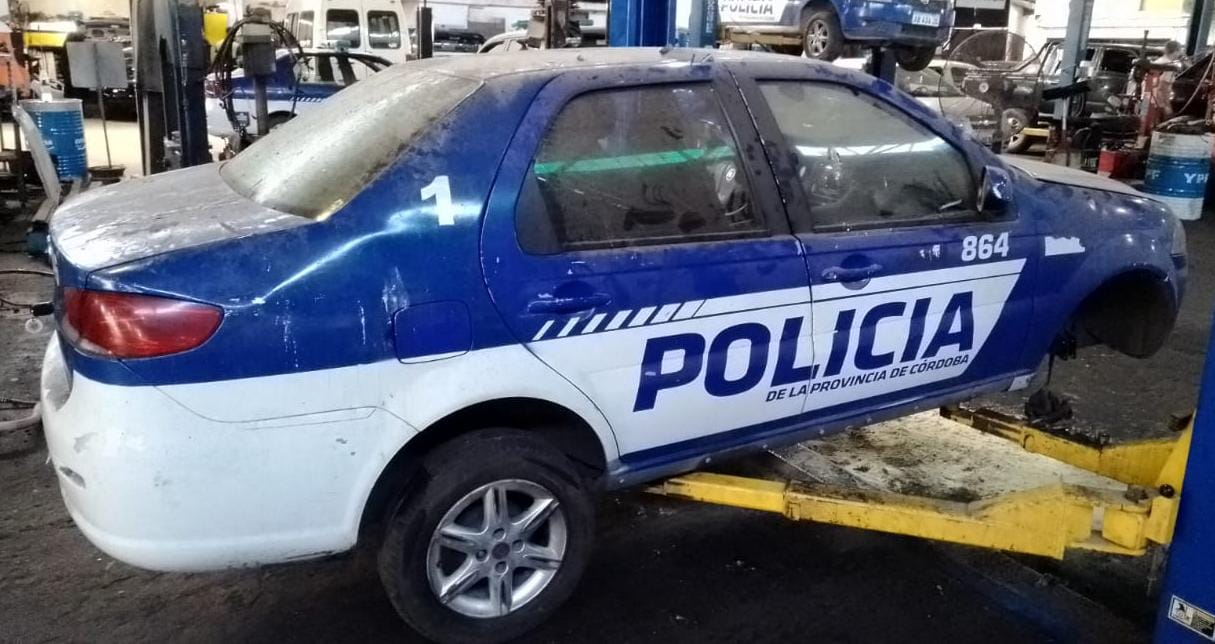 POLICIA
1
864
POLICIA
DE LA PROVINCIA DE CÓRDOBA
YPF